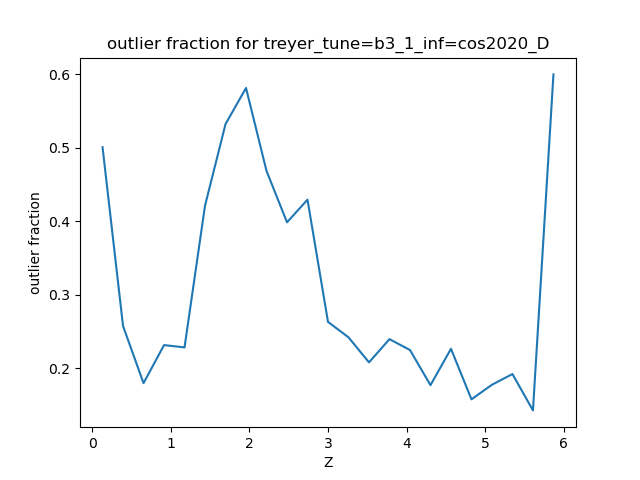 outlier fraction for treyer_tune=b3_1_inf=cos2020_D
0.6
0.5
0.4
0.3
0.2
outlier fraction
0 1 2 3 4 5 6
Z